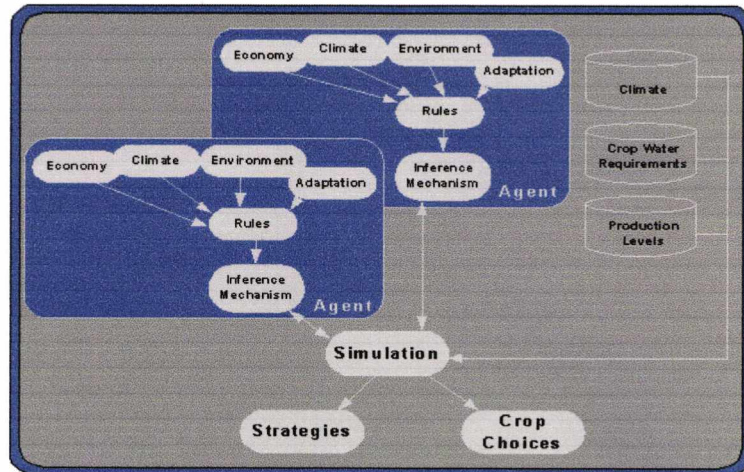 Economy
Climate
Environment
Adaptation
Rules
Inference
Mechanism
Agent
Economy
Climate
Environment
Adaptation
Rules
Inference
Mechanism
Agent
Climate
Crop Water
Requirements
Production
Levels
Simulation
Strategies
Crop
Choices